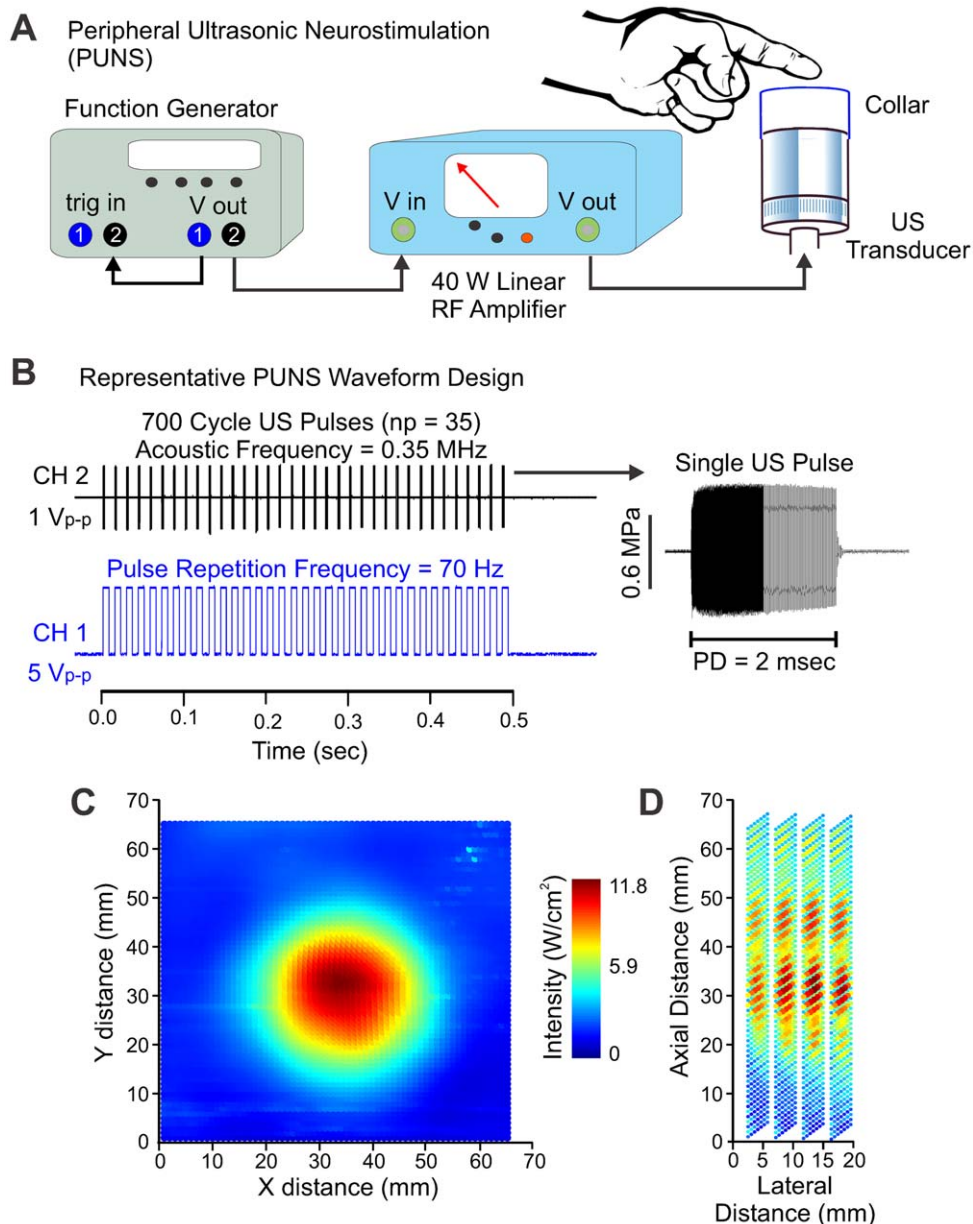 A Peripheral Ultrasonic Neurostimulation
(PUNS)
Function Generator
trig in
V out
1 2 1 2
V in
V out
40 W Linear
RF Amplifier
Collar
US
Transducer
B Representative PUNS Waveform Design
700 Cycle US Pulses (np = 35)
Acoustic Frequency = 0.35 MHz
CH 2
1 Vp-p
Single US Pulse
0.6 MPa
PD = 2 msec
Pulse Repetition Frequency = 70 Hz
CH 1
5 Vp-p
0.0 0.1 0.2 0.3 0.4 0.5
Time (sec)
C
70
60
50
40
30
20
10
0
Y distance (mm)
0 10 20 30 40 50 60 70
X distance (mm)
Intensity (W/cm²)
11.8
5.9
0
D
70
60
50
40
30
20
10
0
Axial Distance (mm)
0 5 10 15 20
Lateral
Distance (mm)